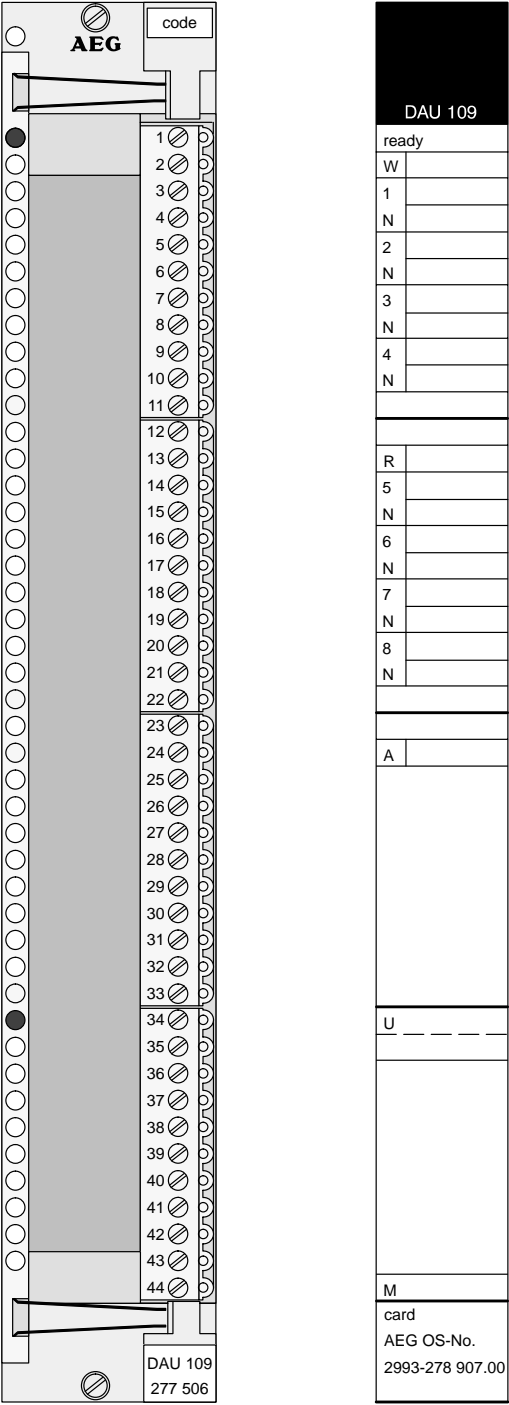 code
AEG
1
2
3
4
5
6
7
8
9
10
11
12
13
14
15
16
17
18
19
20
21
22
23
24
25
26
27
28
29
30
31
32
33
34
35
36
37
38
39
40
41
42
43
44
DAU 109
277 506
DAU 109
ready
W
1
N
2
N
3
N
4
N
R
5
N
6
N
7
N
8
N
A
U
M
card
AEG OS-No.
2993-278 907.00